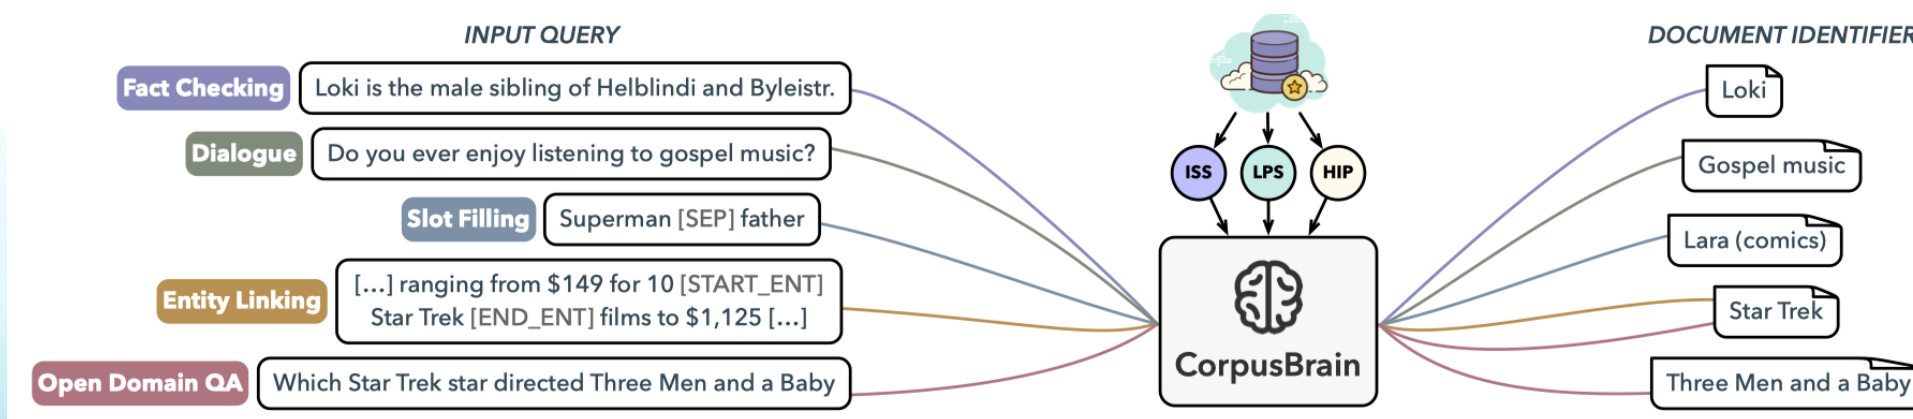 INPUT QUERY
DOCUMENT IDENTIFIER
Fact Checking
Loki is the male sibling of Helblindi and Byleistr.
Loki
Dialogue
Do you ever enjoy listening to gospel music?
ISS
LPS
HIP
Gospel music
Slot Filling
Superman [SEP] father
Lara (comics)
Entity Linking
[...] ranging from $149 for 10 [START_ENT]
Star Trek [END_ENT] films to $1,125 [...]
Star Trek
CorpusBrain
Open Domain QA
Which Star Trek star directed Three Men and a Baby
Three Men and a Baby